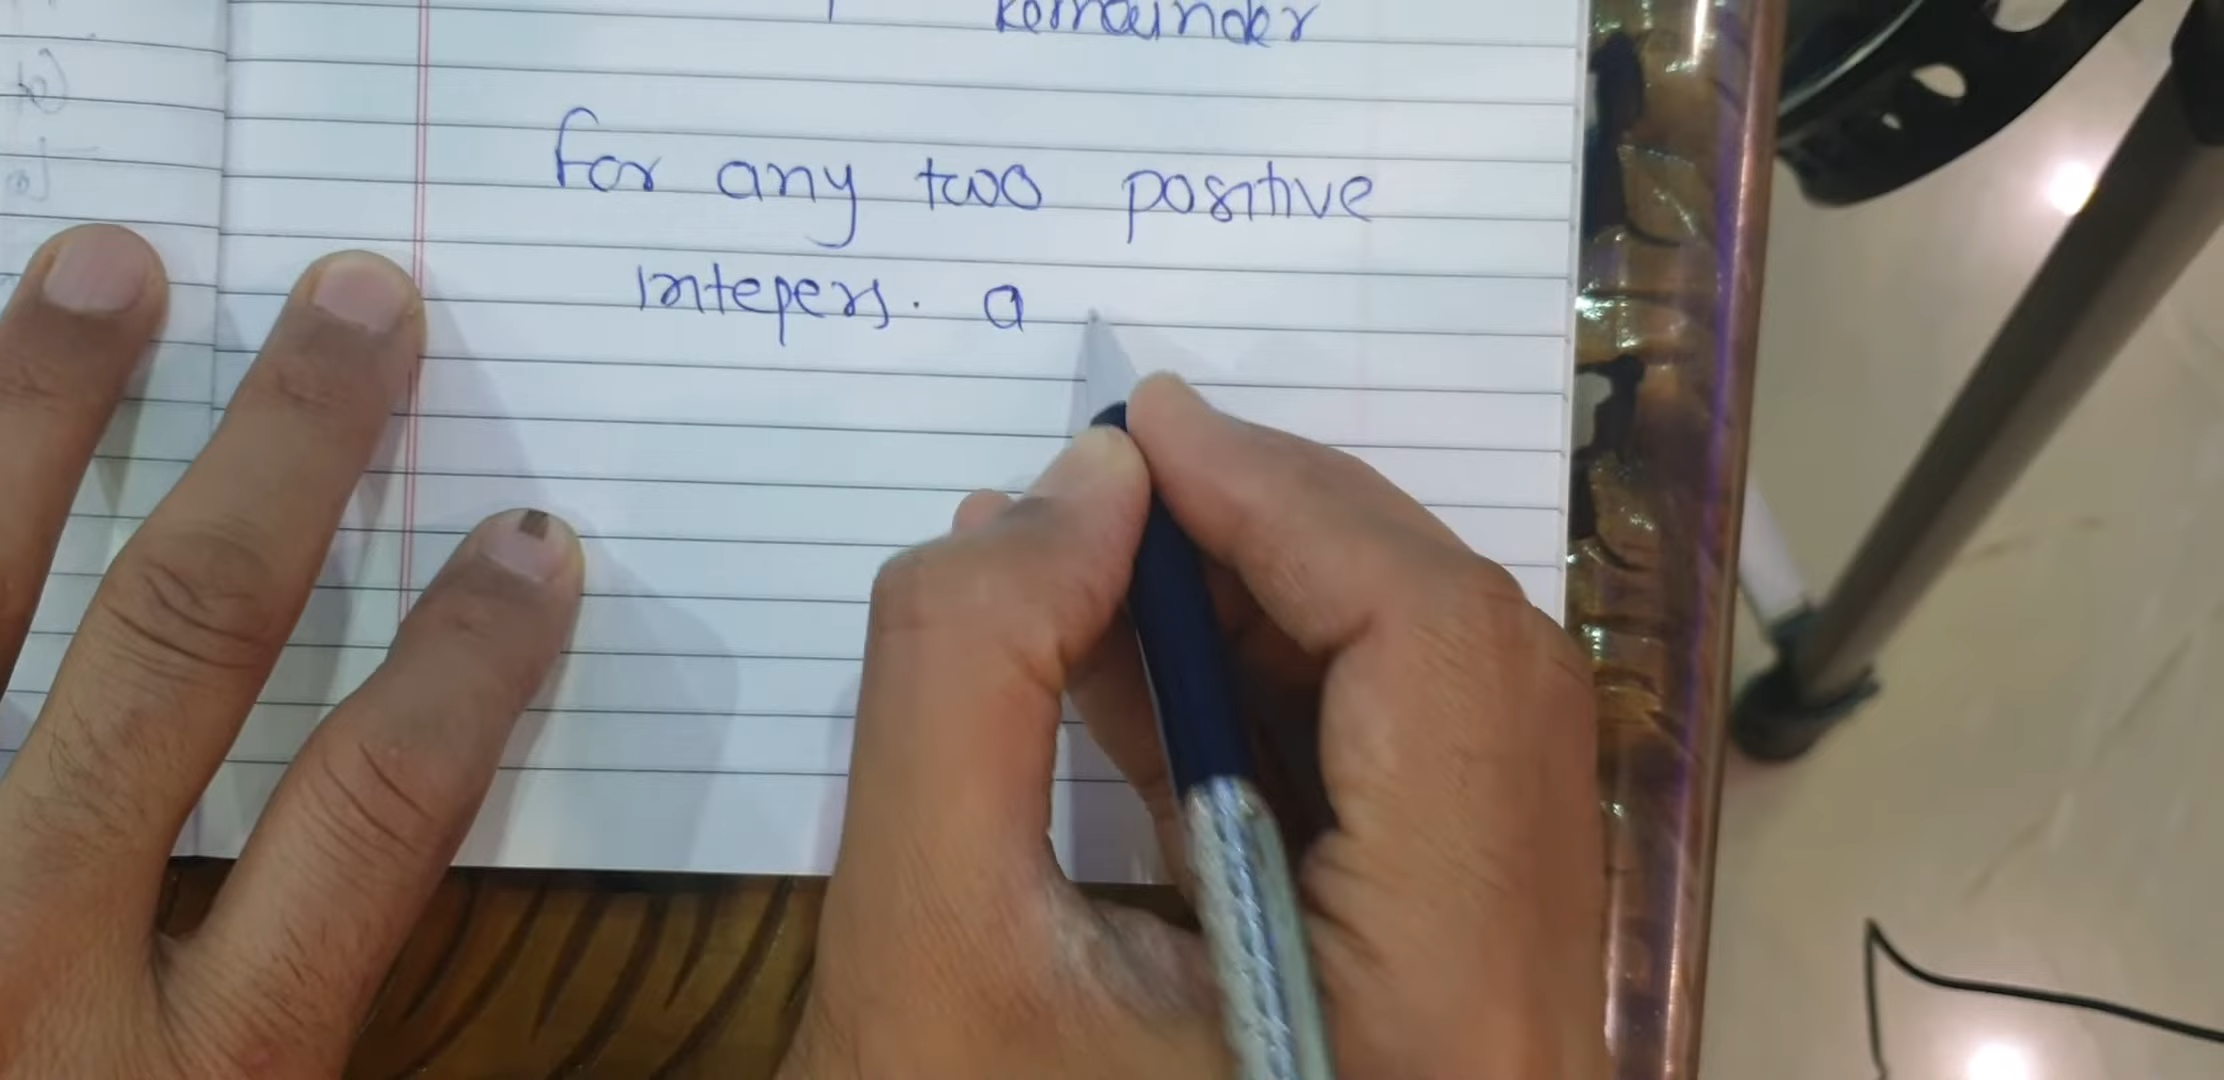 Remainder
For any two positive
integers. a